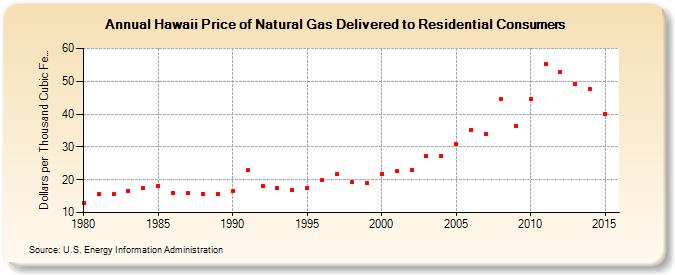 Annual Hawaii Price of Natural Gas Delivered to Residential Consumers
Dollars per Thousand Cubic Fe...
60
50
40
30
20
10
1980 1985 1990 1995 2000 2005 2010 2015
Source: U.S. Energy Information Administration